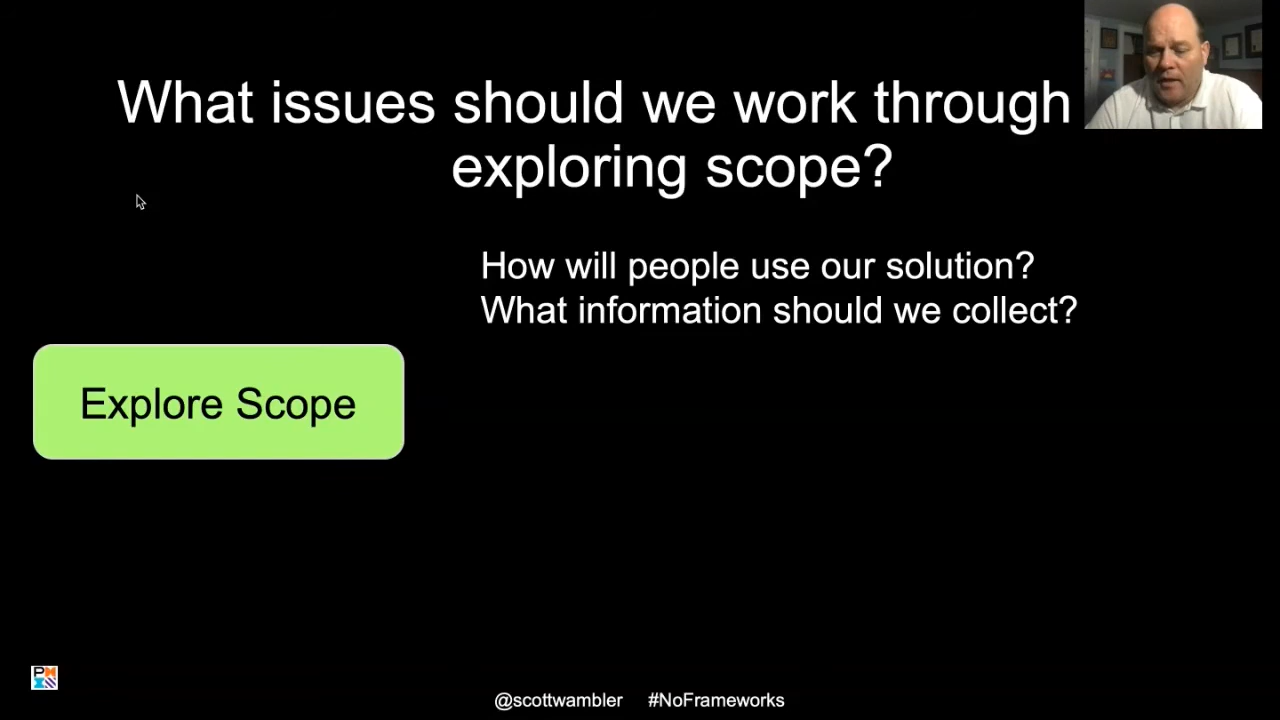 What issues should we work through
exploring scope?
How will people use our solution?
What information should we collect?
Explore Scope
@scottwambler #NoFrameworks